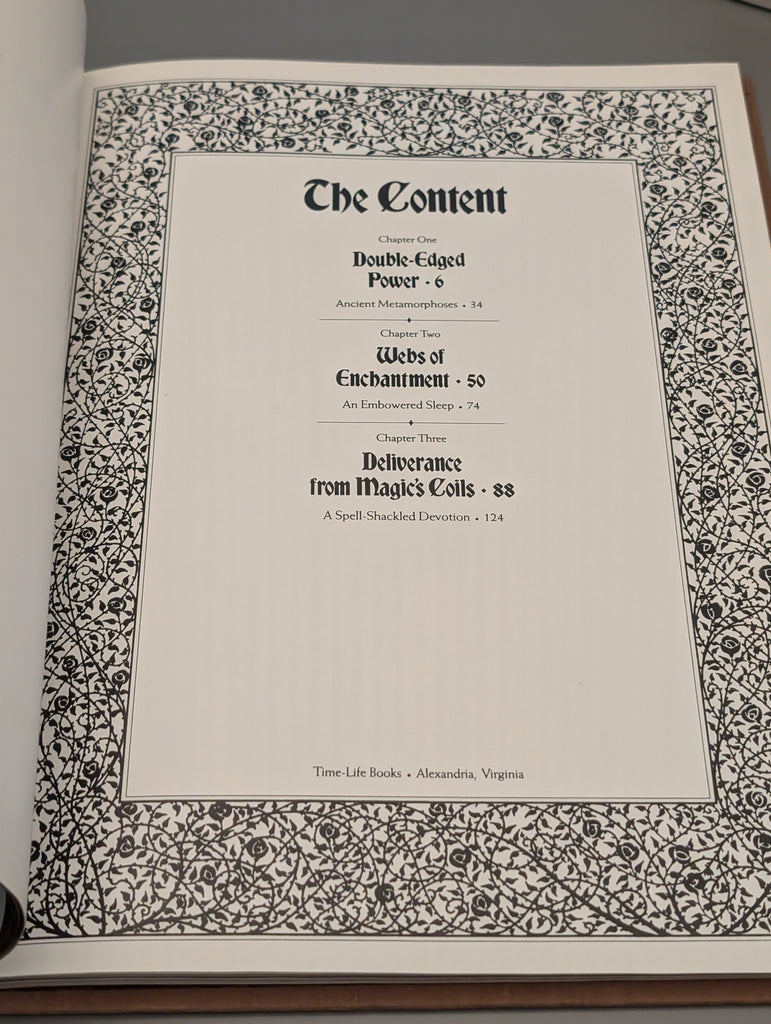 The Content
Chapter One
Double-Edged
Power • 6
Ancient Metamorphoses • 34
Chapter Two
Webs of
Enchantment • 50
An Embowered Sleep • 74
Chapter Three
Deliverance
from Magic's Coils • 88
A Spell-Shackled Devotion • 124
Time-Life Books • Alexandria, Virginia